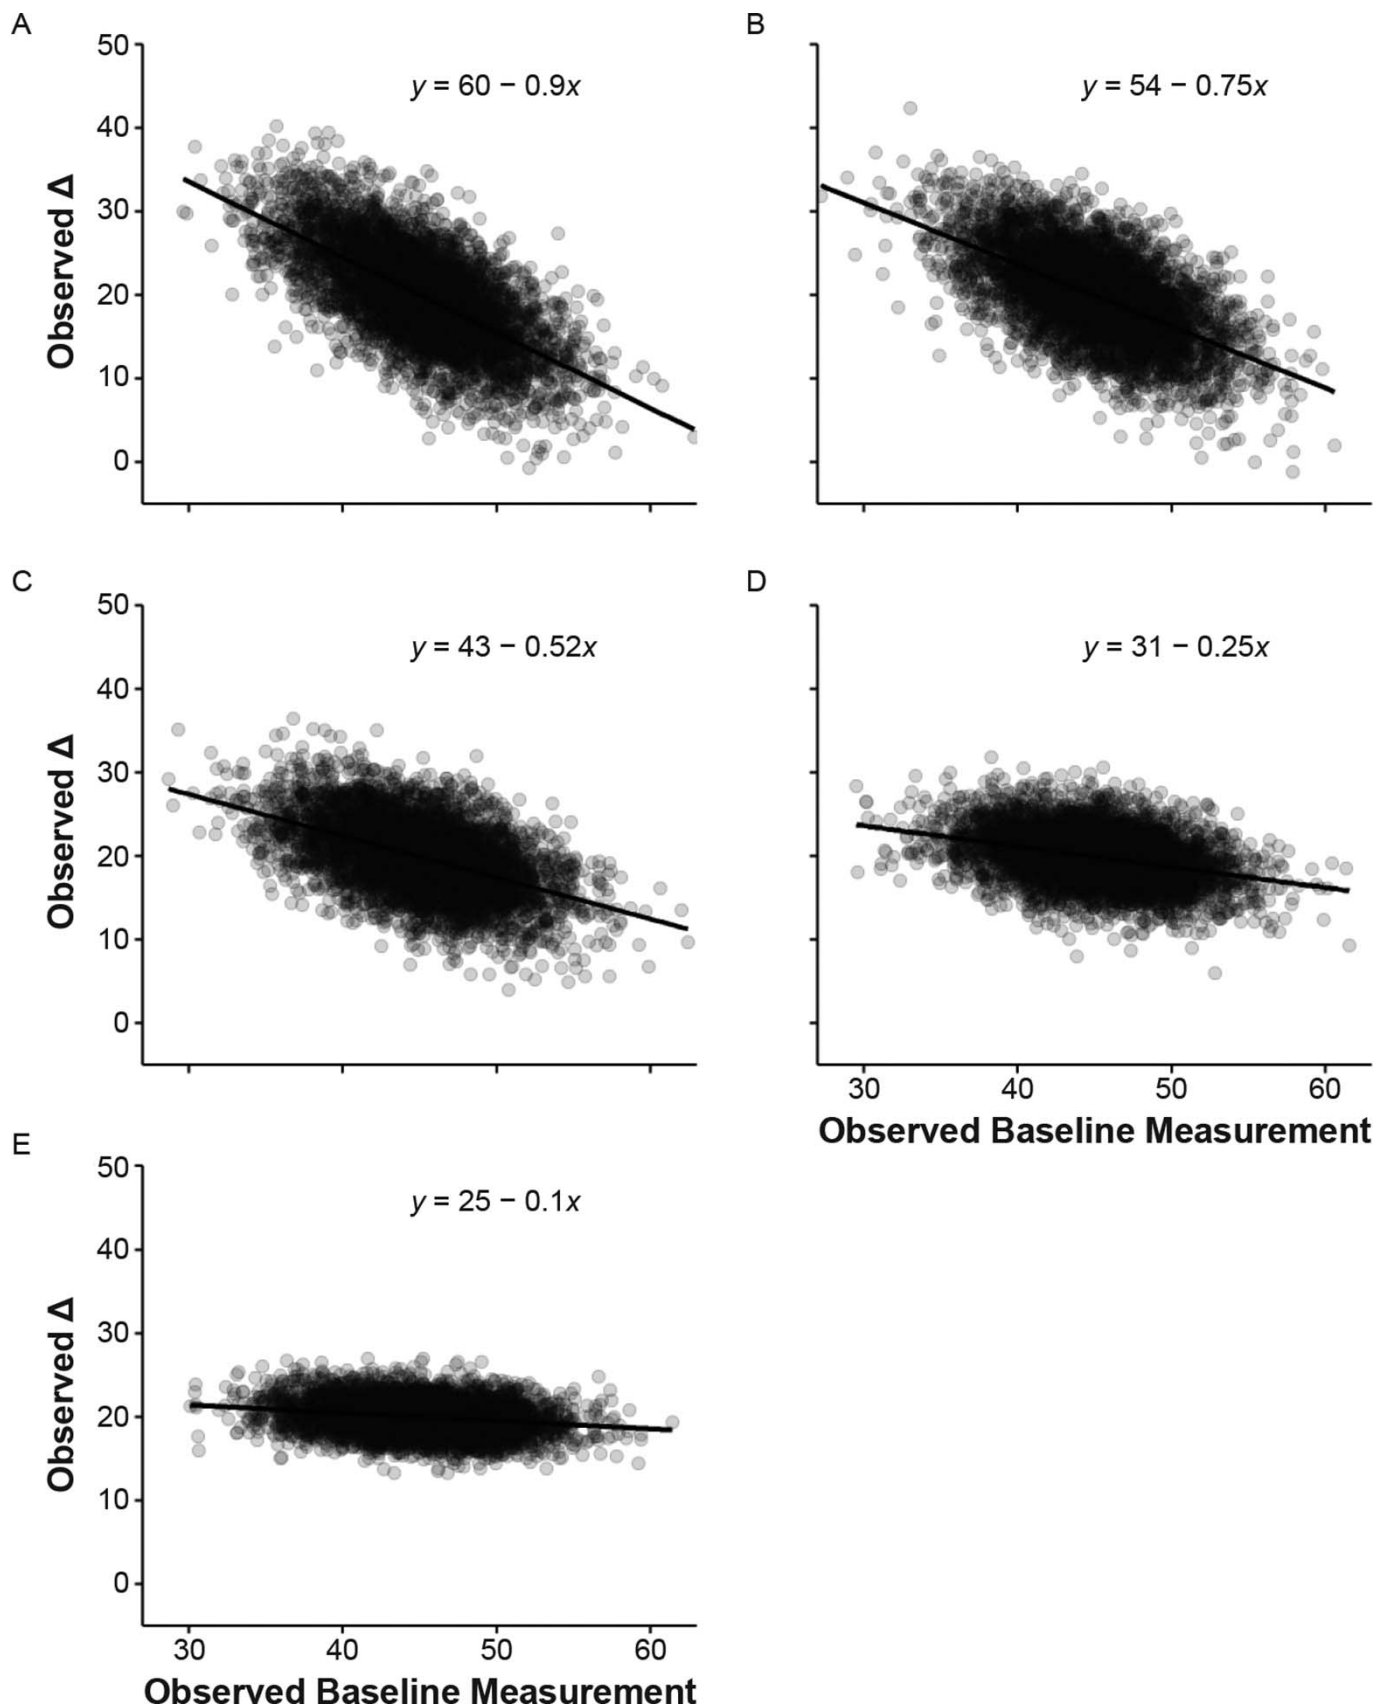 A
B
50
40
30
20
10
0
Observed Δ
y = 60 − 0.9x
y = 54 − 0.75x
C
D
50
40
30
20
10
0
Observed Δ
y = 43 − 0.52x
y = 31 − 0.25x
30 40 50 60
Observed Baseline Measurement
E
50
40
30
20
10
0
Observed Δ
y = 25 − 0.1x
30 40 50 60
Observed Baseline Measurement